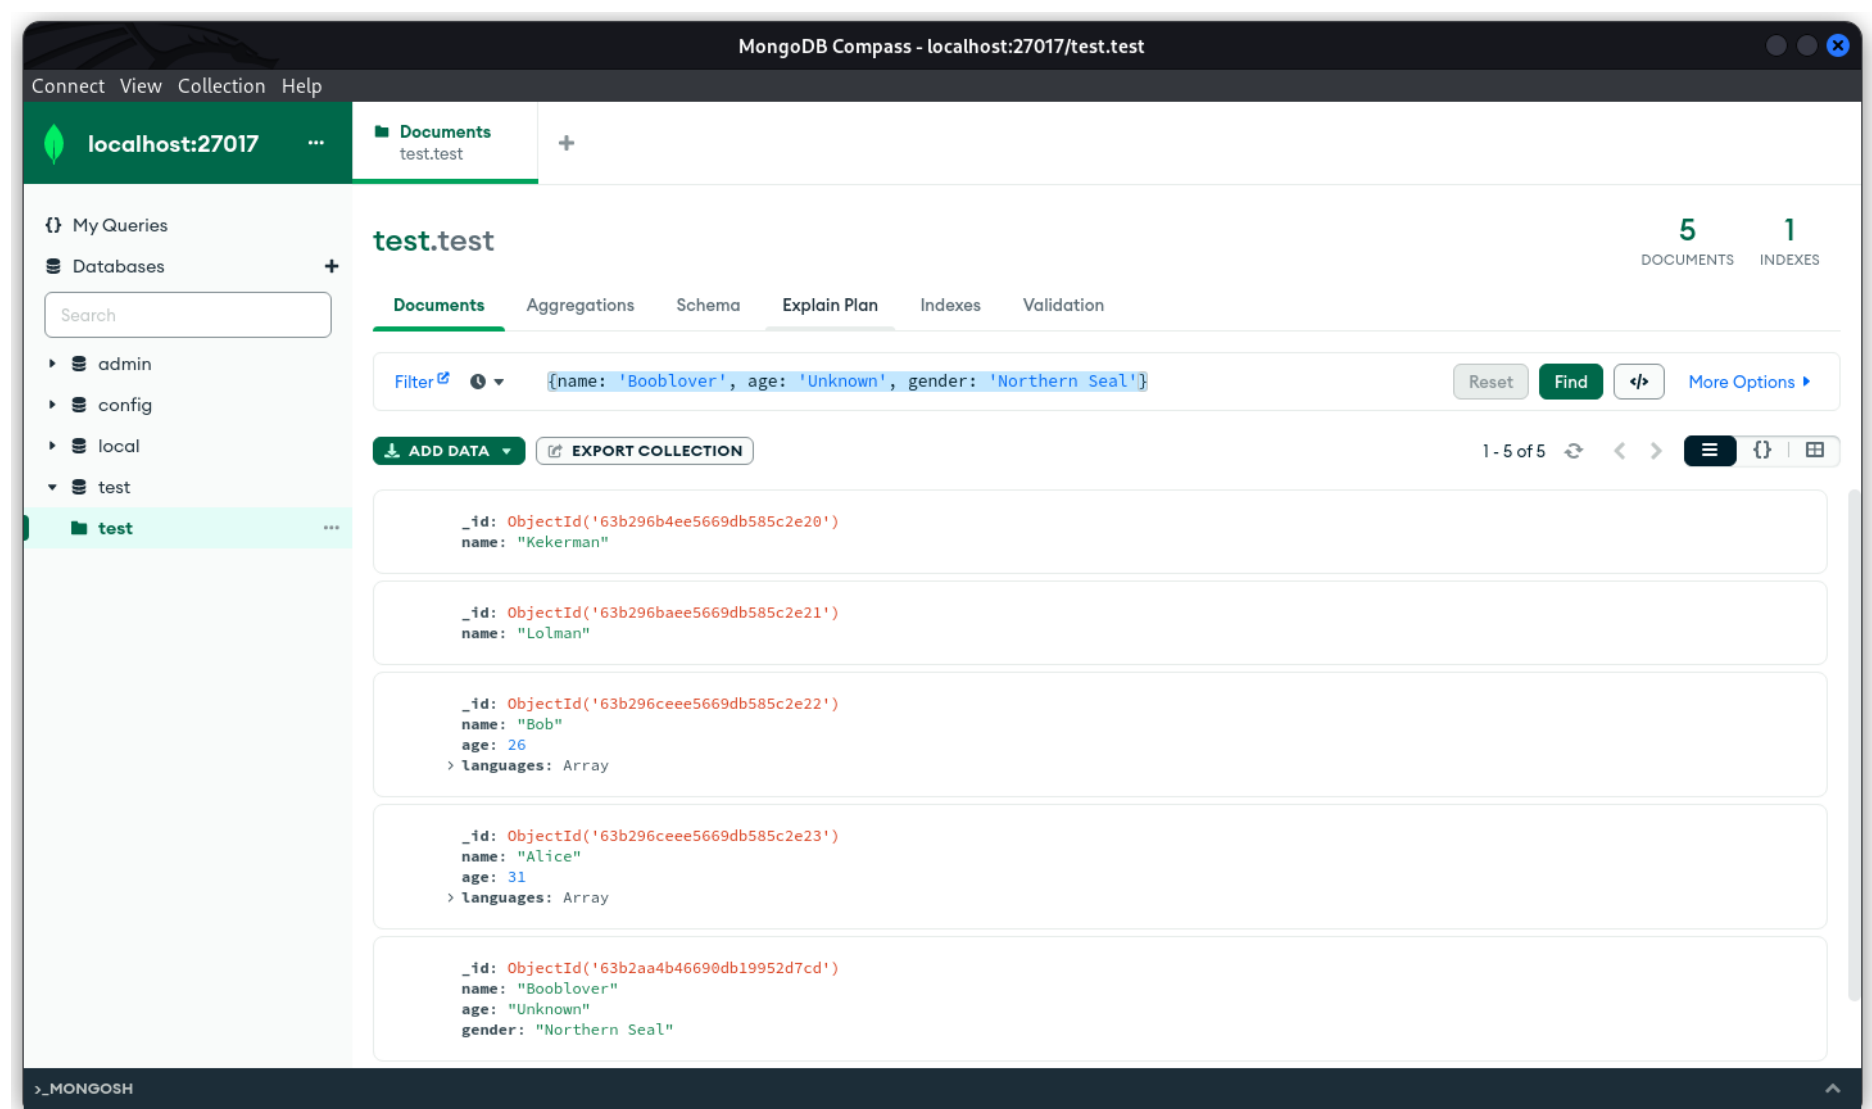 MongoDB Compass - localhost:27017/test.test
Connect View Collection Help
localhost:27017 ...
Documents
test.test
+
{} My Queries
Databases +
Search
admin
config
local
test
test ...
test.test
5
DOCUMENTS
1
INDEXES
Documents Aggregations Schema Explain Plan Indexes Validation
Filter {name: 'Booblover', age: 'Unknown', gender: 'Northern Seal'} Reset Find </> More Options
ADD DATA EXPORT COLLECTION 1 - 5 of 5 {}
_id: ObjectId('63b296b4ee5669db585c2e20')
name: "Kekerman"
_id: ObjectId('63b296baee5669db585c2e21')
name: "Lolman"
_id: ObjectId('63b296ceee5669db585c2e22')
name: "Bob"
age: 26
> languages: Array
_id: ObjectId('63b296ceee5669db585c2e23')
name: "Alice"
age: 31
> languages: Array
_id: ObjectId('63b2aa4b46690db19952d7cd')
name: "Booblover"
age: "Unknown"
gender: "Northern Seal"
>_MONGOSH